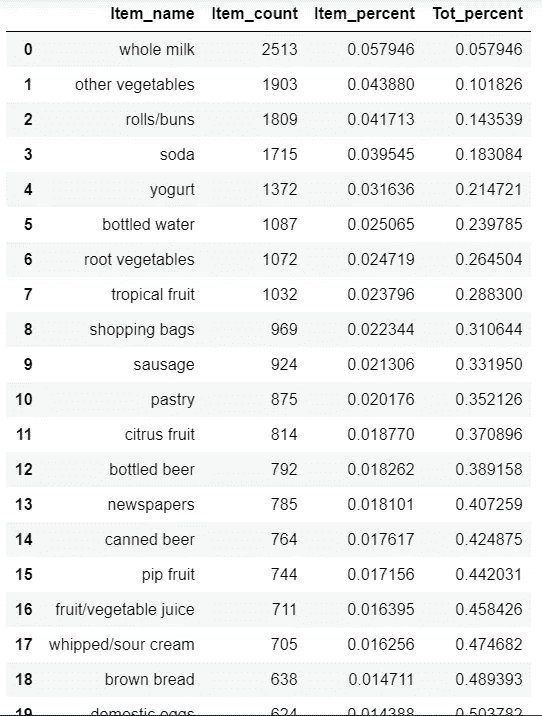 Item_name Item_count Item_percent Tot_percent
0 whole milk 2513 0.057946 0.057946
1 other vegetables 1903 0.043880 0.101826
2 rolls/buns 1809 0.041713 0.143539
3 soda 1715 0.039545 0.183084
4 yogurt 1372 0.031636 0.214721
5 bottled water 1087 0.025065 0.239785
6 root vegetables 1072 0.024719 0.264504
7 tropical fruit 1032 0.023796 0.288300
8 shopping bags 969 0.022344 0.310644
9 sausage 924 0.021306 0.331950
10 pastry 875 0.020176 0.352126
11 citrus fruit 814 0.018770 0.370896
12 bottled beer 792 0.018262 0.389158
13 newspapers 785 0.018101 0.407259
14 canned beer 764 0.017617 0.424875
15 pip fruit 744 0.017156 0.442031
16 fruit/vegetable juice 711 0.016395 0.458426
17 whipped/sour cream 705 0.016256 0.474682
18 brown bread 638 0.014711 0.489393
19 domestic eggs 624 0.014388 0.503782